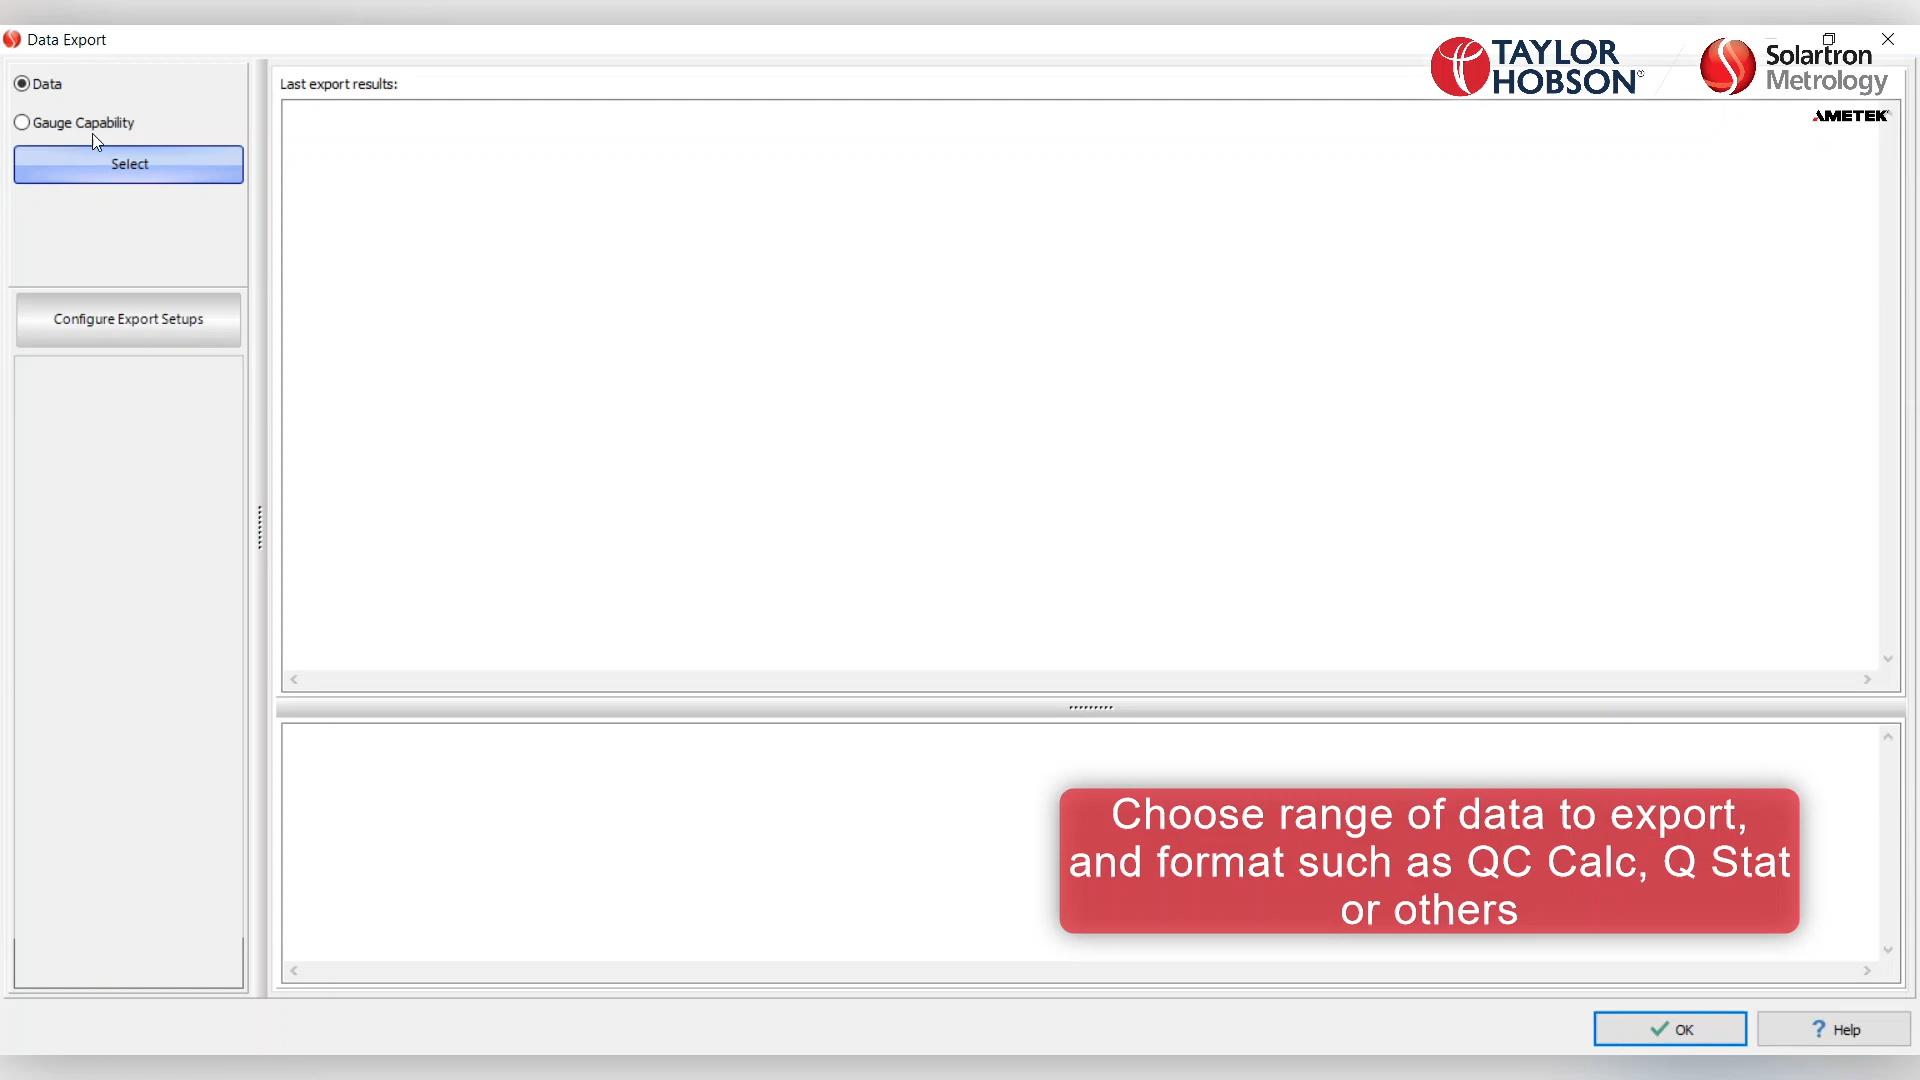 Data Export
TAYLOR
HOBSON
Solartron
Metrology
AMETEK
Data
Last export results:
Gauge Capability
Select
Configure Export Setups
Choose range of data to export,
and format such as QC Calc, Q Stat
or others
OK
? Help